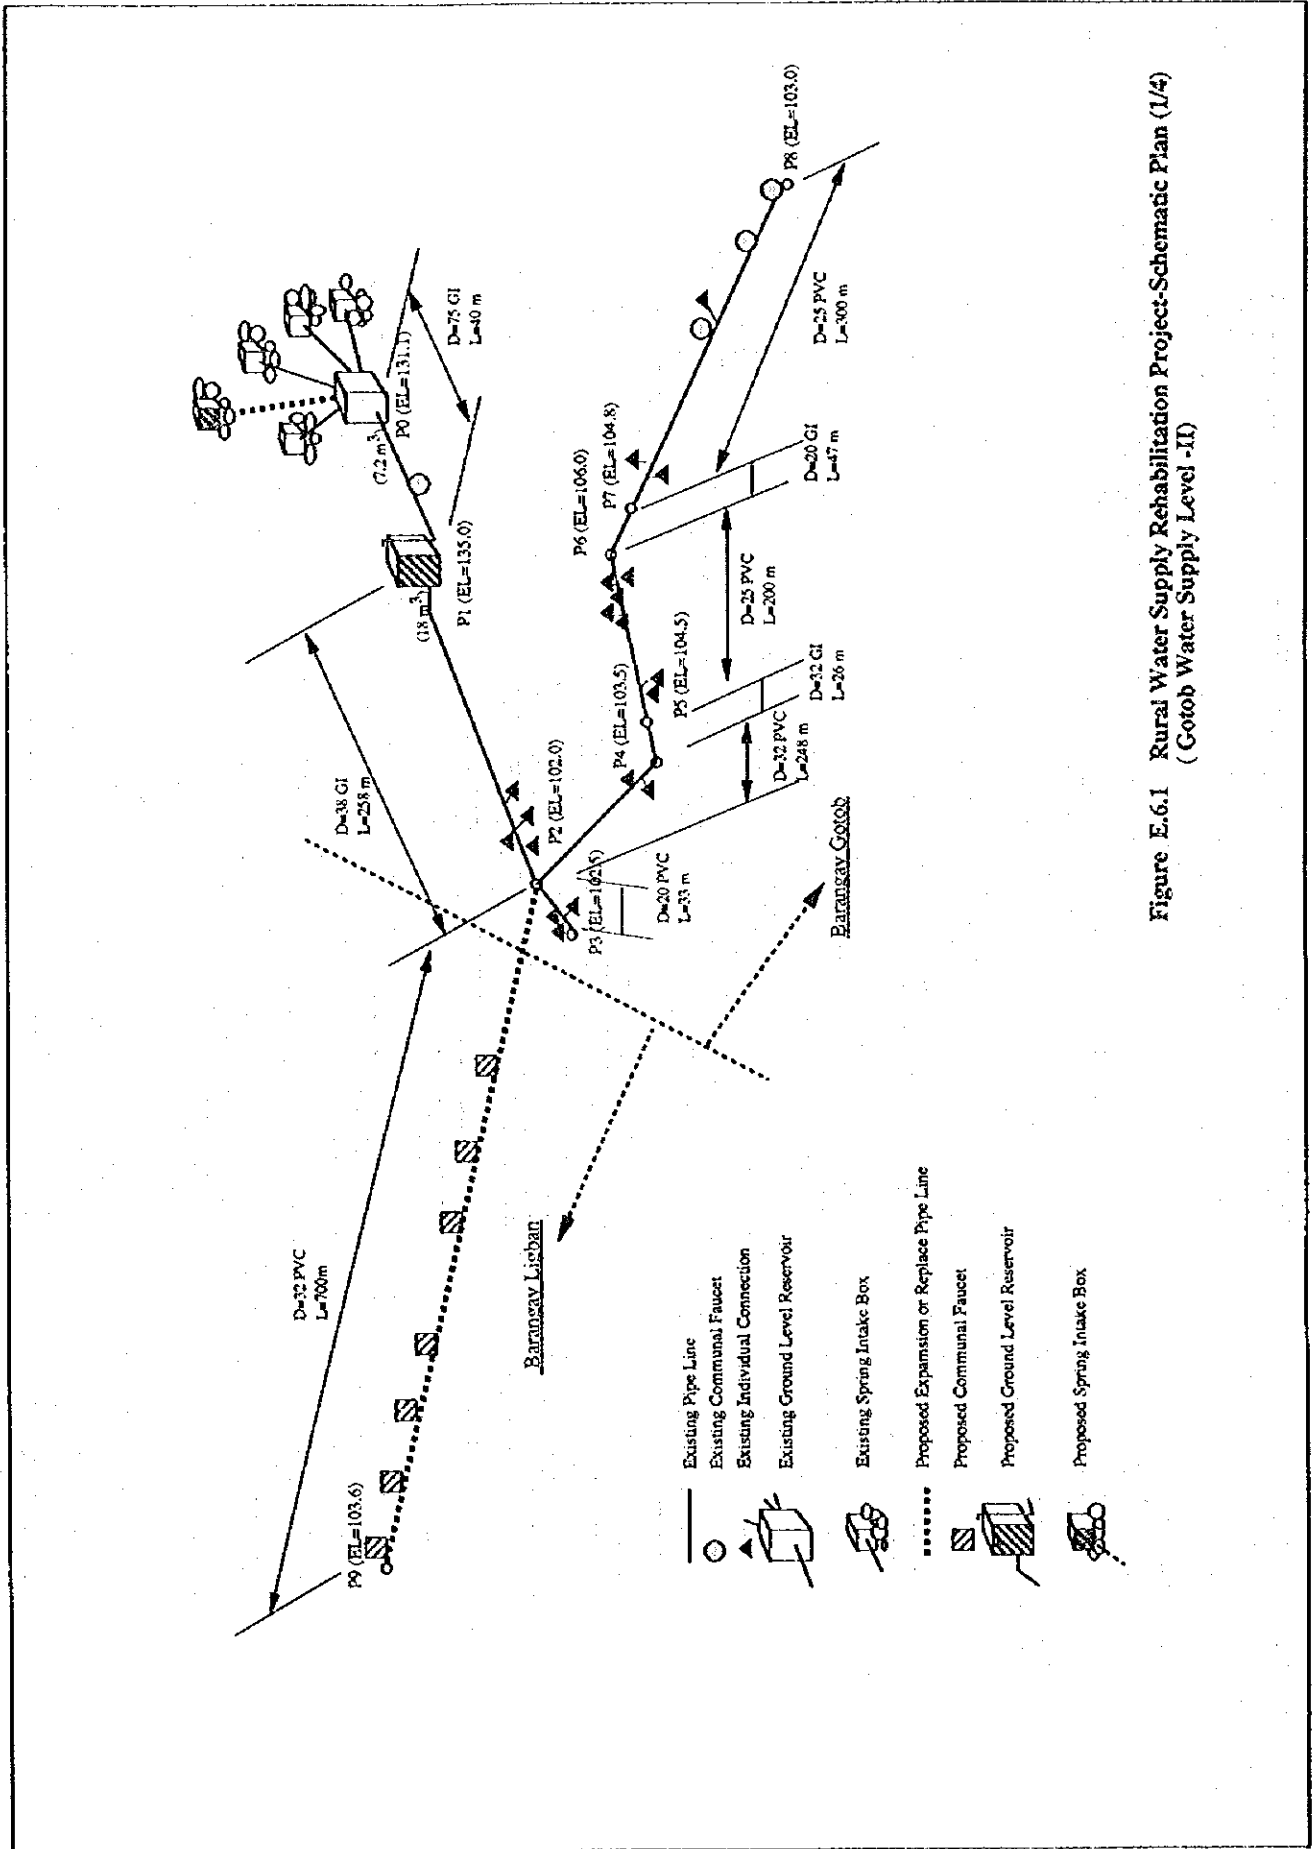 P9 (EL=103.6)
D=32 PVC
L=700m
Barangay Ligban
D=38 GI
L=258 m
(18 m³)
P1 (EL=135.0)
(7.2 m³)
P0 (EL=131.1)
D=75 GI
L=40 m
P2 (EL=102.0)
P3 (EL=102.5)
D=20 PVC
L=33 m
Barangay Gotob
P4 (EL=103.5)
P5 (EL=104.5)
P6 (EL=106.0)
P7 (EL=104.8)
P8 (EL=103.0)
D=32 PVC
L=248 m
D=32 GI
L=26 m
D=25 PVC
L=200 m
D=20 GI
L=47 m
D=25 PVC
L=300 m
Existing Pipe Line
Existing Communal Faucet
Existing Individual Connection
Existing Ground Level Reservoir
Existing Spring Intake Box
Proposed Expansion or Replace Pipe Line
Proposed Communal Faucet
Proposed Ground Level Reservoir
Proposed Spring Intake Box
Figure E.6.1 Rural Water Supply Rehabilitation Project-Schematic Plan (1/4)
( Gotob Water Supply Level -II)